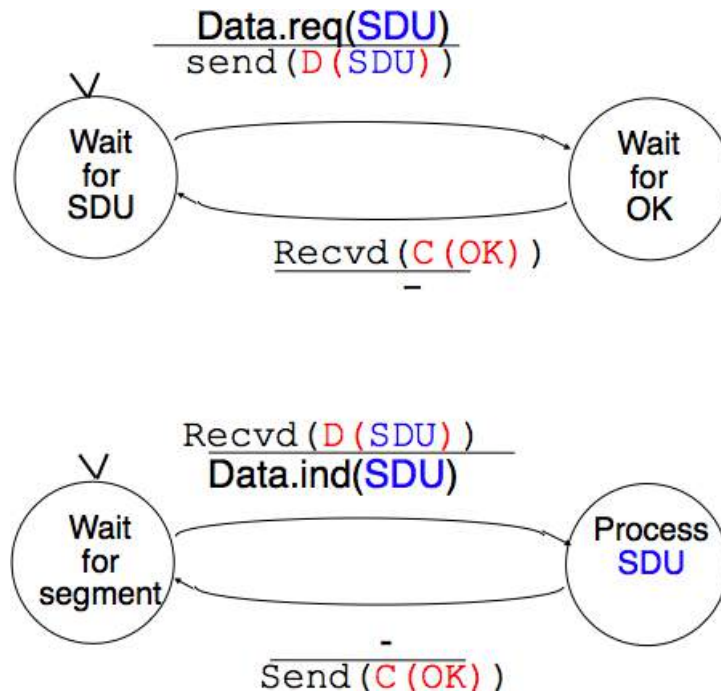 Data.req(SDU)
send(D(SDU))
Wait
for
SDU
Wait
for
OK
Recvd(C(OK))
-
Recvd(D(SDU))
Data.ind(SDU)
Wait
for
segment
Process
SDU
-
Send(C(OK))